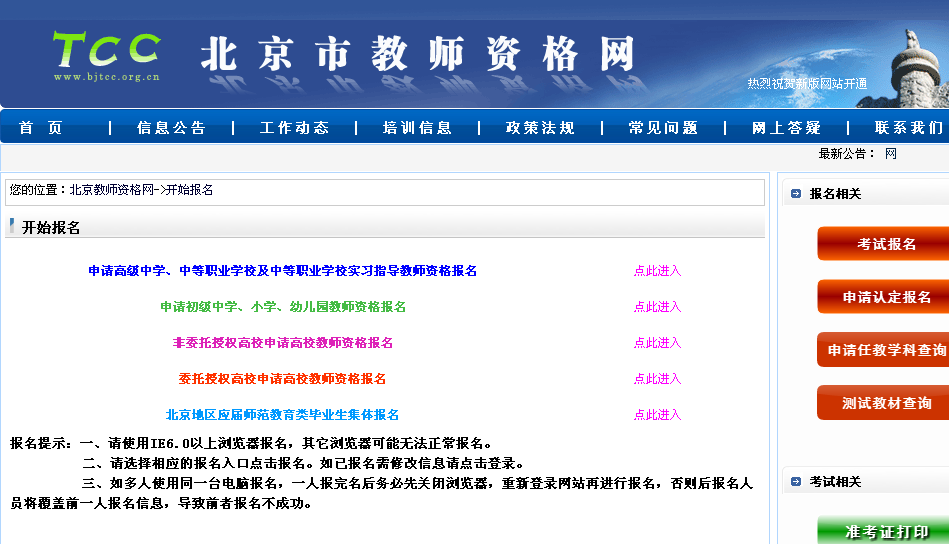 TCC
www.bjtcc.org.cn
北京市教师资格网
热烈祝贺新版网站开通
首 页 | 信息公告 | 工作动态 | 培训信息 | 政策法规 | 常见问题 | 网上答疑 | 联系我们
最新公告： 网
您的位置：北京教师资格网->开始报名
开始报名
申请高级中学、中等职业学校及中等职业学校实习指导教师资格报名 点此进入
申请初级中学、小学、幼儿园教师资格报名 点此进入
非委托授权高校申请高校教师资格报名 点此进入
委托授权高校申请高校教师资格报名 点此进入
北京地区应届师范教育类毕业生集体报名 点此进入
报名提示：一、请使用IE6.0以上浏览器报名，其它浏览器可能无法正常报名。
二、请选择相应的报名入口点击报名。如已报名需修改信息请点击登录。
三、如多人使用同一台电脑报名，一人报完名后务必先关闭浏览器，重新登录网站再进行报名，否则后报名人
员将覆盖前一人报名信息，导致前者报名不成功。
报名相关
考试报名
申请认定报名
申请任教学科查询
测试教材查询
考试相关
准考证打印